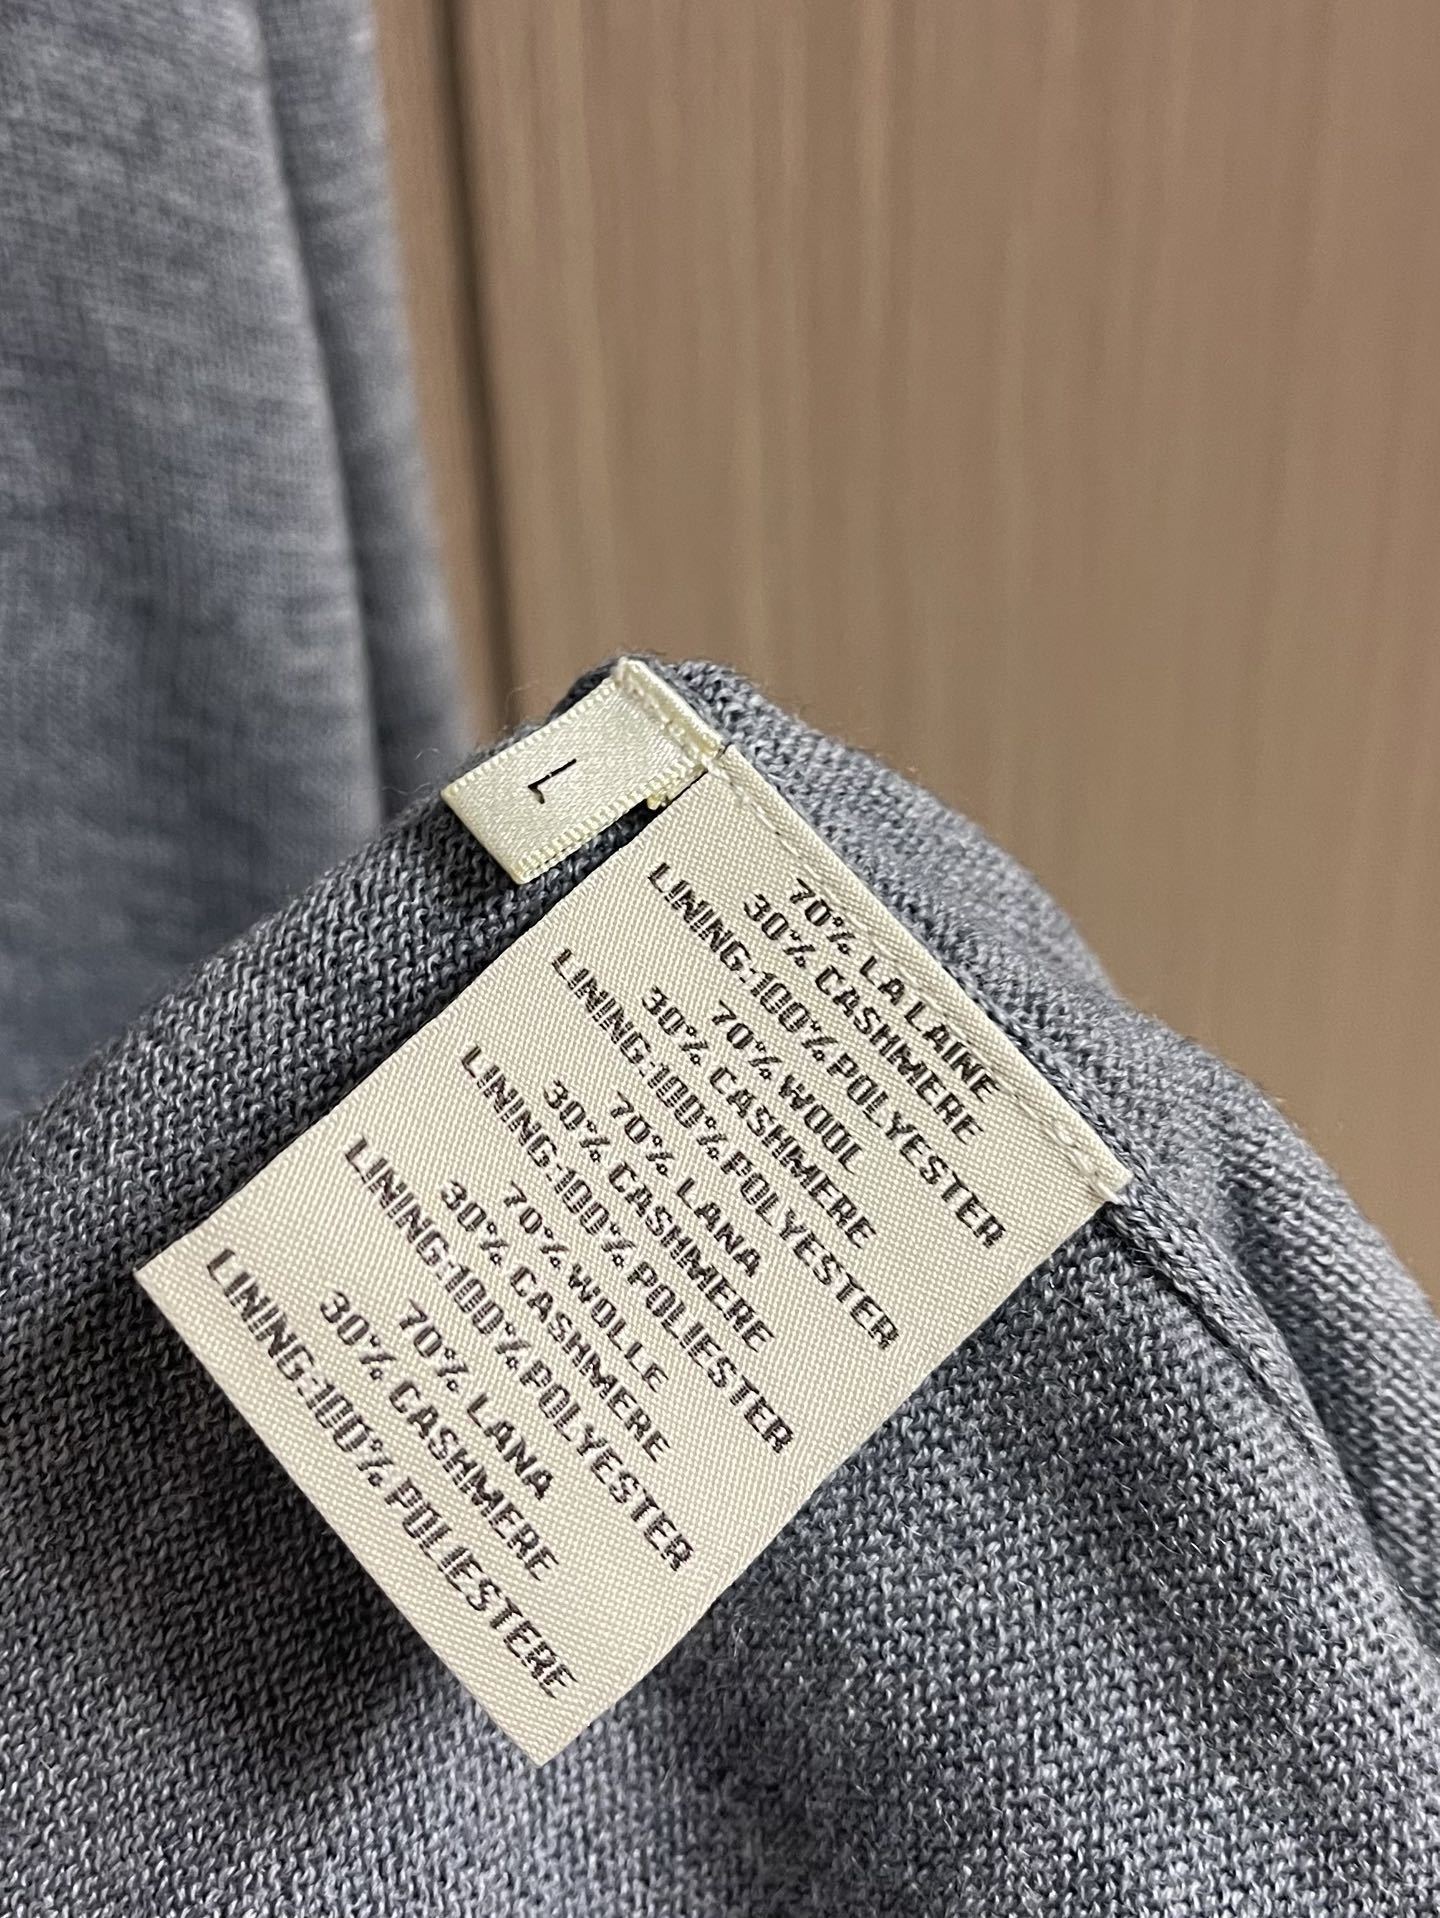 L
70% LA LAINE
30% CASHMERE
LINING:100% POLYESTER
70% WOOL
30% CASHMERE
LINING:100% POLYESTER
70% LANA
30% CASHMERE
LINING:100% POLIESTER
70% WOLLE
30% CASHMERE
LINING:100% POLYESTER
70% LANA
30% CASHMERE
LINING:100% POLIESTERE